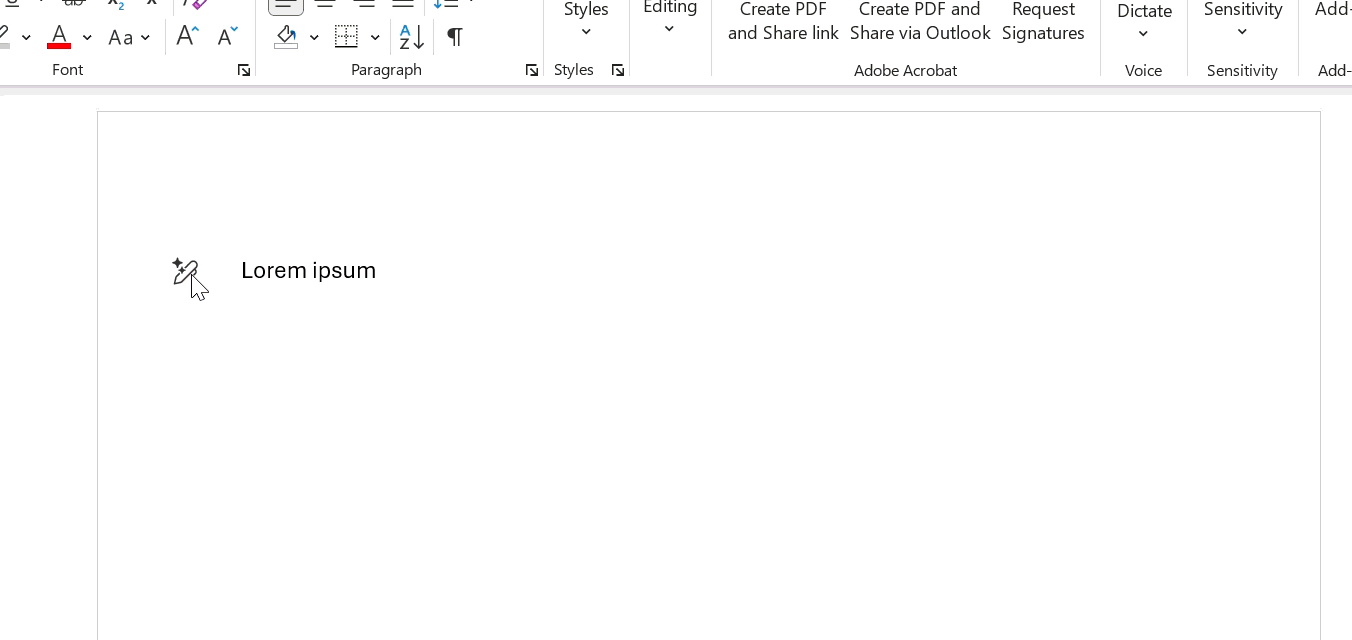 Styles
Editing
Create PDF
and Share link
Create PDF and
Share via Outlook
Request
Signatures
Dictate
Sensitivity
Add-
Aa
A
A
A
A
Z
¶
Font
Paragraph
Styles
Adobe Acrobat
Voice
Sensitivity
Add-
Lorem ipsum